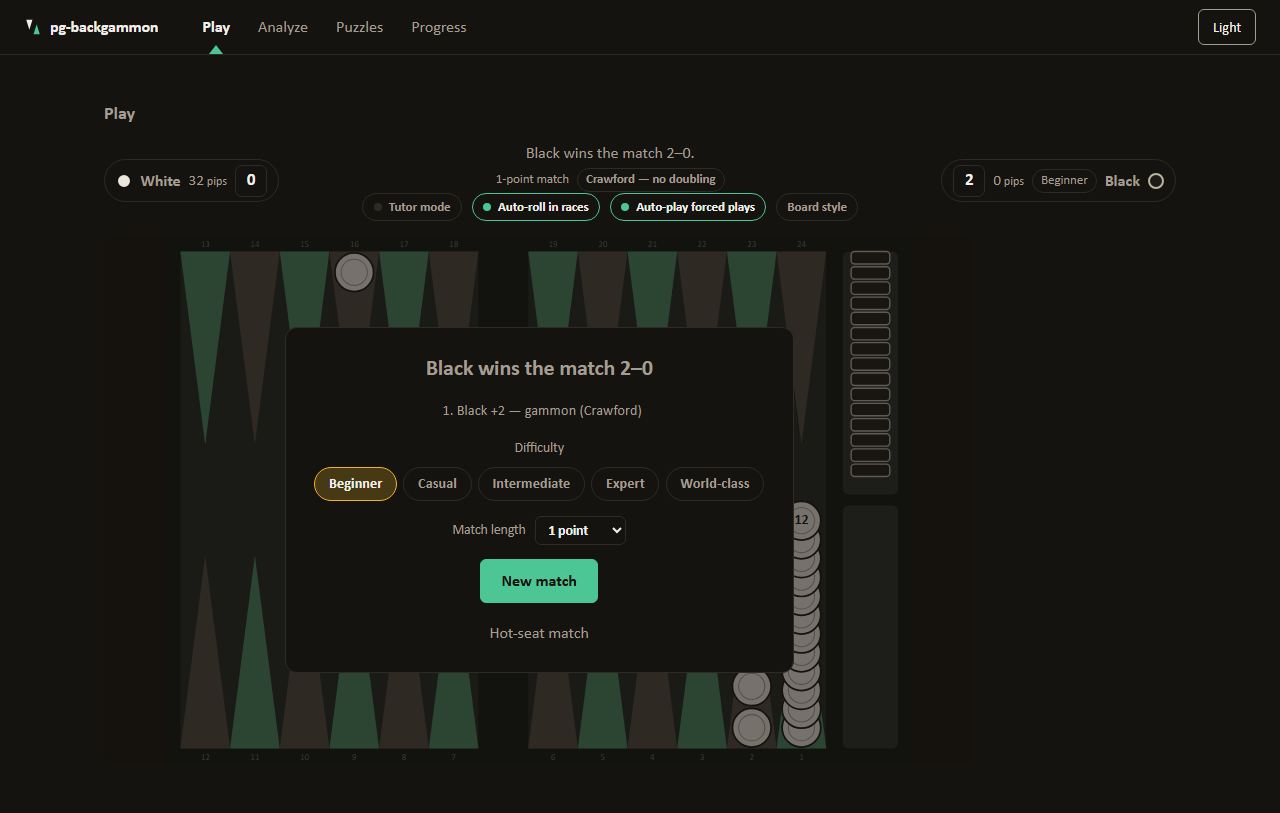 pg-backgammon Play Analyze Puzzles Progress Light
Play
Black wins the match 2–0.
White 32 pips 0
1-point match Crawford — no doubling
2 0 pips Beginner Black
Tutor mode Auto-roll in races Auto-play forced plays Board style
13 14 15 16 17 18 19 20 21 22 23 24
Black wins the match 2–0
1. Black +2 — gammon (Crawford)
Difficulty
Beginner Casual Intermediate Expert World-class
12
Match length 1 point
New match
Hot-seat match
12 11 10 9 8 7 6 5 4 3 2 1